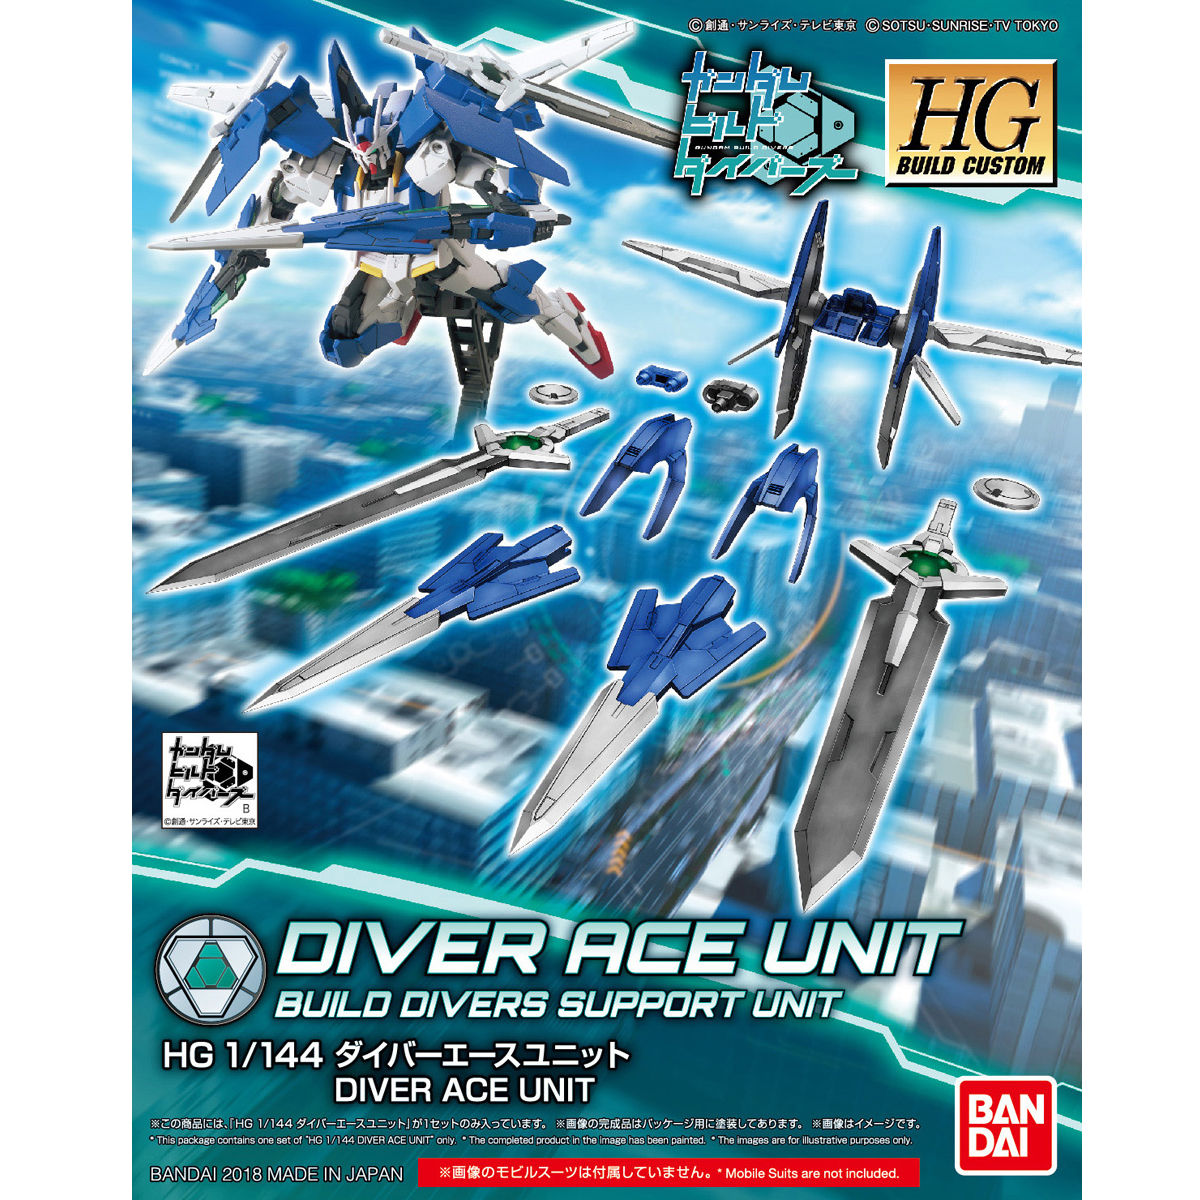 ©創通・サンライズ・テレビ東京 ©SOTSU・SUNRISE・TV TOKYO
ガンダム
ビルド
GUNDAM BUILD DIVERS
ダイバーズ
HG
BUILD CUSTOM
ガンダム
ビルド
ダイバーズ
B
©創通・サンライズ・テレビ東京
DIVER ACE UNIT
BUILD DIVERS SUPPORT UNIT
HG 1/144 ダイバーエースユニット
DIVER ACE UNIT
※この商品には、「HG 1/144 ダイバーエースユニット」が1セットのみ入っています。 ※画像の完成品はパッケージ用に塗装してあります。 ※画像はイメージです。
* This package contains one set of "HG 1/144 DIVER ACE UNIT" only. * The completed product in the image has been painted. * The images are for illustrative purposes only.
BANDAI 2018 MADE IN JAPAN
※画像のモビルスーツは付属していません。 * Mobile Suits are not included.
BAN
DAI